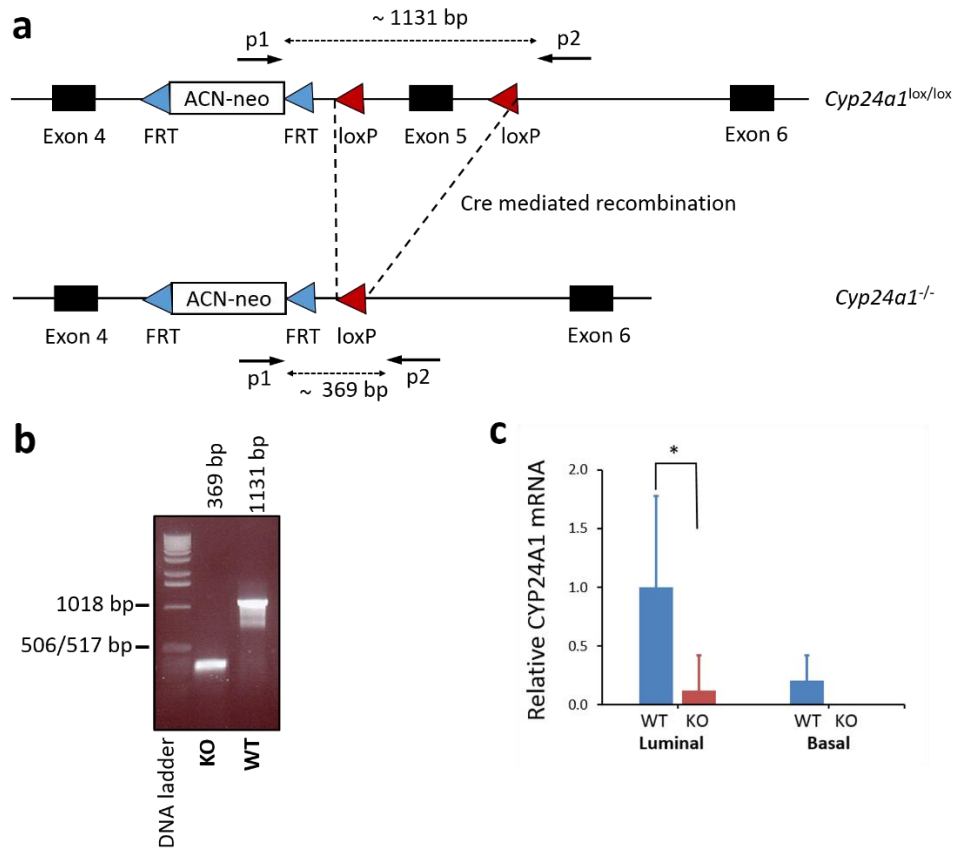 a
~ 1131 bp
p1
p2
ACN-neo
Cyp24a1lox/lox
Exon 4
FRT
FRT
loxP
Exon 5
loxP
Exon 6
Cre mediated recombination
ACN-neo
Cyp24a1-/-
Exon 4
FRT
FRT
loxP
Exon 6
p1
p2
~ 369 bp
b
369 bp
1131 bp
1018 bp
506/517 bp
DNA ladder
KO
WT
c
*
Relative CYP24A1 mRNA
2.0
1.5
1.0
0.5
0.0
WT KO WT KO
Luminal Basal